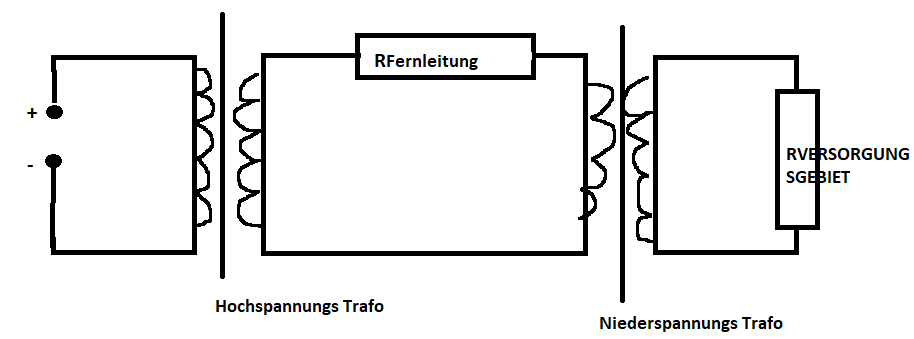 RFernleitung
+
-
RVERSORGUNG
SGEBIET
Hochspannungs Trafo
Niederspannungs Trafo